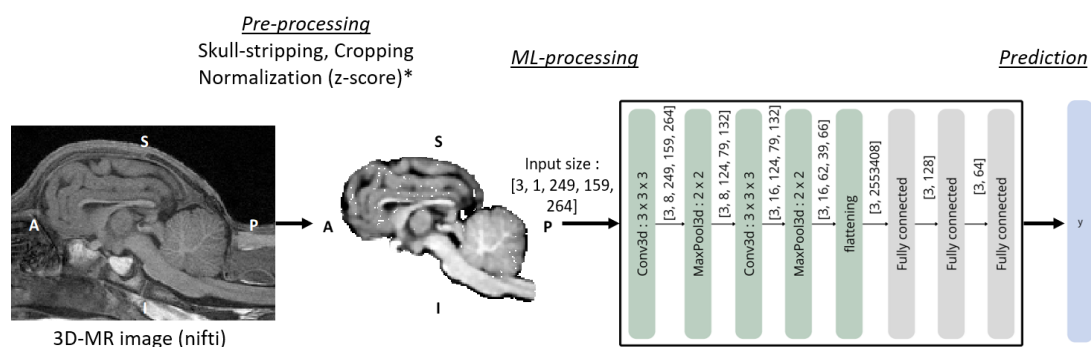 Pre-processing
Skull-stripping, Cropping
Normalization (z-score)*
ML-processing
Prediction
S
A
P
I
3D-MR image (nifti)
S
A
P
I
Input size :
[3, 1, 249, 159,
264]
Conv3d : 3 x 3 x 3
[3, 8, 249, 159, 264]
MaxPool3d : 2 x 2
[3, 8, 124, 79, 132]
Conv3d : 3 x 3 x 3
[3, 16, 124, 79, 132]
MaxPool3d : 2 x 2
[3, 16, 62, 39, 66]
flattening
[3, 2553408]
Fully connected
[3, 128]
Fully connected
[3, 64]
Fully connected
y